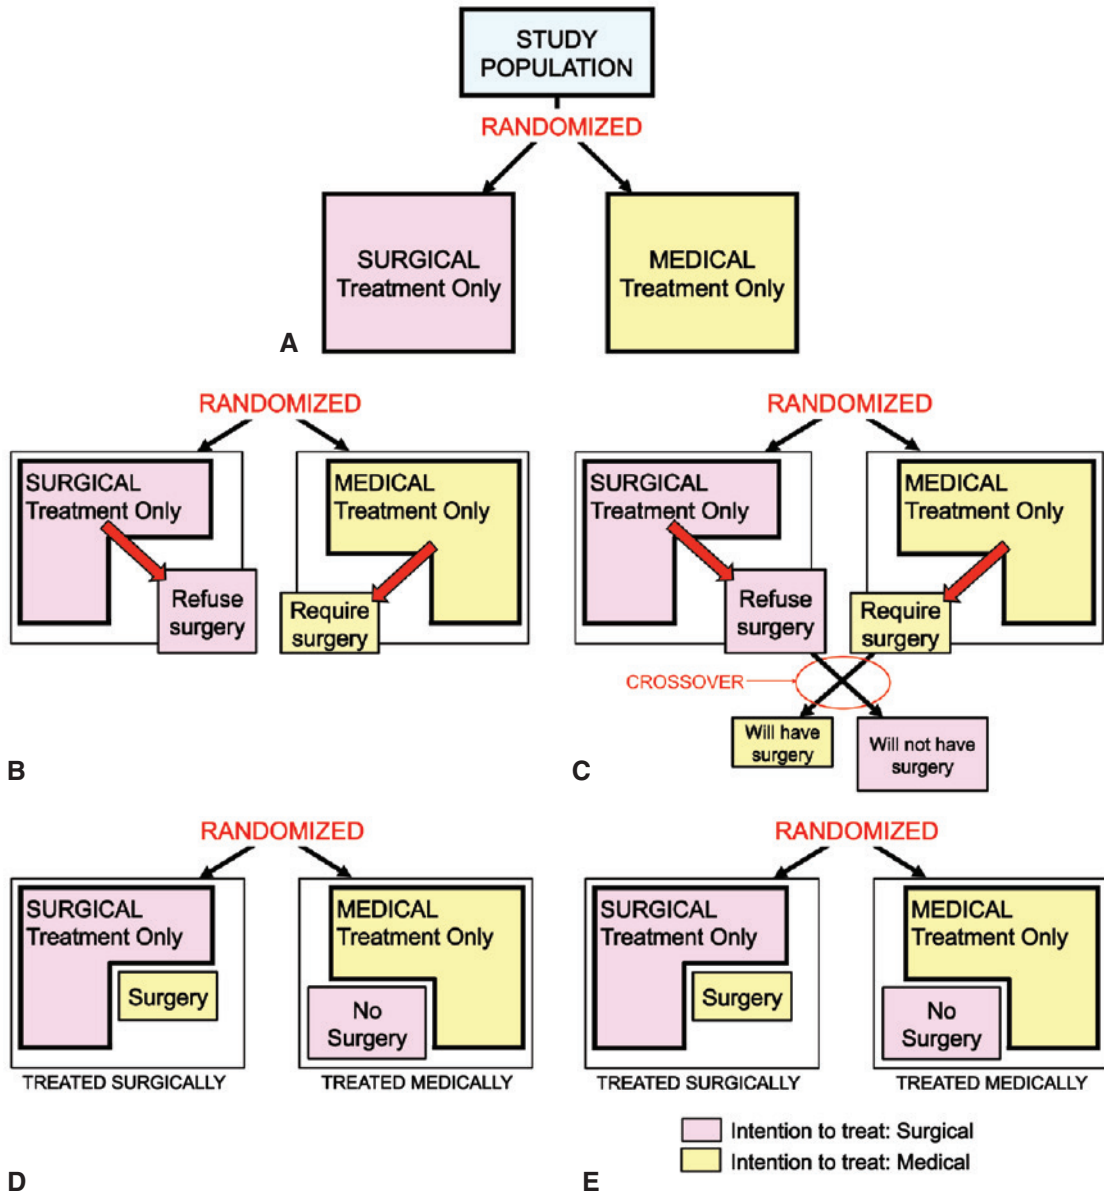 STUDY
POPULATION
RANDOMIZED
SURGICAL
Treatment Only
MEDICAL
Treatment Only
A
RANDOMIZED
SURGICAL
Treatment Only
MEDICAL
Treatment Only
Refuse
surgery
Require
surgery
B
RANDOMIZED
SURGICAL
Treatment Only
MEDICAL
Treatment Only
Refuse
surgery
Require
surgery
CROSSOVER
Will have
surgery
Will not have
surgery
C
RANDOMIZED
SURGICAL
Treatment Only
MEDICAL
Treatment Only
Surgery
No
Surgery
TREATED SURGICALLY
TREATED MEDICALLY
D
RANDOMIZED
SURGICAL
Treatment Only
MEDICAL
Treatment Only
Surgery
No
Surgery
TREATED SURGICALLY
TREATED MEDICALLY
Intention to treat: Surgical
Intention to treat: Medical
E